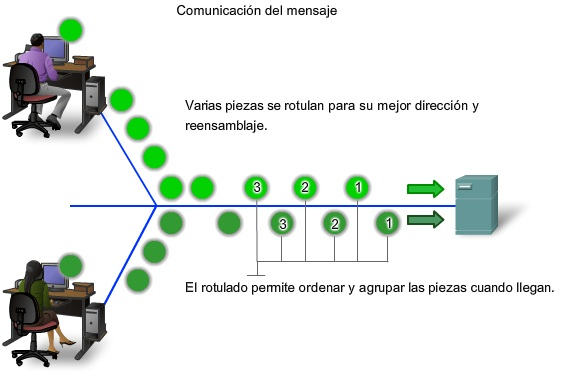 Comunicación del mensaje
Varias piezas se rotulan para su mejor dirección y
reensamblaje.
3 2 1
3 2 1
El rotulado permite ordenar y agrupar las piezas cuando llegan.